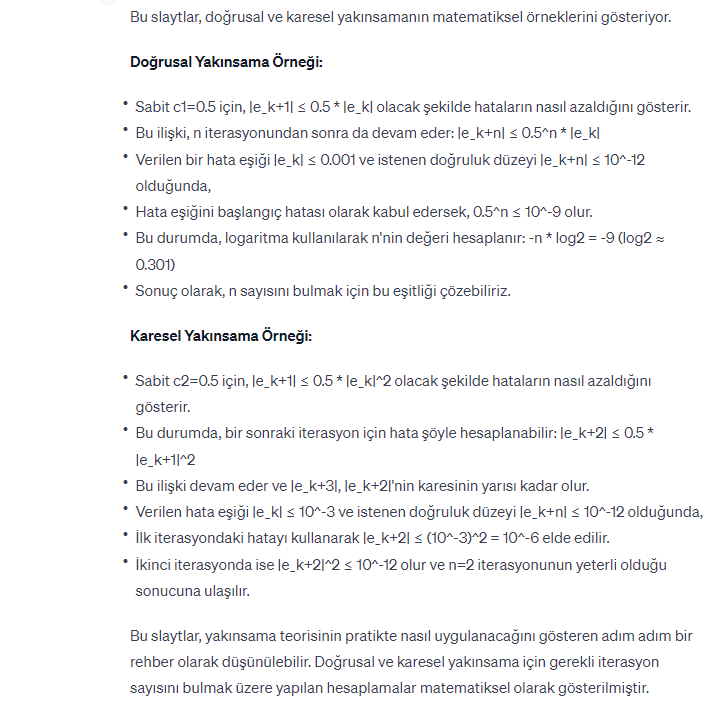 Bu slaytlar, doğrusal ve karesel yakınsamanın matematiksel örneklerini gösteriyor.
Doğrusal Yakınsama Örneği:
• Sabit c1=0.5 için, |e_k+1| ≤ 0.5 * |e_k| olacak şekilde hataların nasıl azaldığını gösterir.
• Bu ilişki, n iterasyonundan sonra da devam eder: |e_k+n| ≤ 0.5^n * |e_k|
• Verilen bir hata eşiği |e_k| ≤ 0.001 ve istenen doğruluk düzeyi |e_k+n| ≤ 10^-12
olduğunda,
• Hata eşiğini başlangıç hatası olarak kabul edersek, 0.5^n ≤ 10^-9 olur.
• Bu durumda, logaritma kullanılarak n'nin değeri hesaplanır: -n * log2 = -9 (log2 ≈
0.301)
• Sonuç olarak, n sayısını bulmak için bu eşitliği çözebiliriz.
Karesel Yakınsama Örneği:
• Sabit c2=0.5 için, |e_k+1| ≤ 0.5 * |e_k|^2 olacak şekilde hataların nasıl azaldığını
gösterir.
• Bu durumda, bir sonraki iterasyon için hata şöyle hesaplanabilir: |e_k+2| ≤ 0.5 *
|e_k+1|^2
• Bu ilişki devam eder ve |e_k+3|, |e_k+2|'nin karesinin yarısı kadar olur.
• Verilen hata eşiği |e_k| ≤ 10^-3 ve istenen doğruluk düzeyi |e_k+n| ≤ 10^-12 olduğunda,
• İlk iterasyondaki hatayı kullanarak |e_k+2| ≤ (10^-3)^2 = 10^-6 elde edilir.
• İkinci iterasyonda ise |e_k+2|^2 ≤ 10^-12 olur ve n=2 iterasyonunun yeterli olduğu
sonucuna ulaşılır.
Bu slaytlar, yakınsama teorisinin pratikte nasıl uygulanacağını gösteren adım adım bir
rehber olarak düşünülebilir. Doğrusal ve karesel yakınsama için gerekli iterasyon
sayısını bulmak üzere yapılan hesaplamalar matematiksel olarak gösterilmiştir.